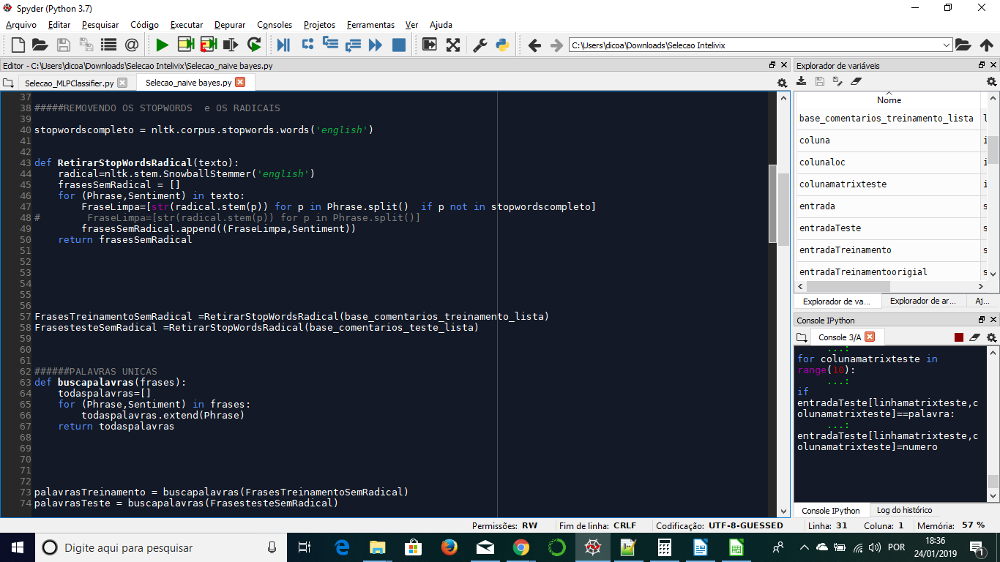 Spyder (Python 3.7)
Arquivo Editar Pesquisar Código Executar Depurar Consoles Projetos Ferramentas Ver Ajuda
C:\Users\dicoa\Downloads\Selecao Intelivix
Editor - C:\Users\dicoa\Downloads\Selecao Intelivix\Selecao_naive bayes.py
Selecao_MLPClassifier.py Selecao_naive bayes.py
37
38 #####REMOVENDO OS STOPWORDS  e OS RADICAIS
39
40 stopwordscompleto = nltk.corpus.stopwords.words('english')
41
42
43 def RetirarStopWordsRadical(texto):
44     radical=nltk.stem.SnowballStemmer('english')
45     frasesSemRadical = []
46     for (Phrase,Sentiment) in texto:
47         FraseLimpa=[str(radical.stem(p)) for p in Phrase.split()  if p not in stopwordscompleto]
48 #        FraseLimpa=[str(radical.stem(p)) for p in Phrase.split()]
49         frasesSemRadical.append((FraseLimpa,Sentiment))
50     return frasesSemRadical
51
52
53
54
55
56
57 FrasesTreinamentoSemRadical =RetirarStopWordsRadical(base_comentarios_treinamento_lista)
58 FrasestesteSemRadical =RetirarStopWordsRadical(base_comentarios_teste_lista)
59
60
61
62 ######PALAVRAS UNICAS
63 def buscapalavras(frases):
64     todaspalavras=[]
65     for (Phrase,Sentiment) in frases:
66         todaspalavras.extend(Phrase)
67     return todaspalavras
68
69
70
71
72
73 palavrasTreinamento = buscapalavras(FrasesTreinamentoSemRadical)
74 palavrasTeste = buscapalavras(FrasestesteSemRadical)
Explorador de variáveis
Nome
base_comentarios_treinamento_lista l
coluna i
colunaloc i
colunamatrixteste i
entrada s
entradaTeste s
entradaTreinamento s
entradaTreinamentoorigial s
Explorador de va... Explorador de ar... Aj...
Console IPython
Console 3/A
...:
for colunamatrixteste in
range(10):
...:
if
entradaTeste[linhamatrixteste,c
olunamatrixteste]==palavra:
...:
entradaTeste[linhamatrixteste,c
olunamatrixteste]=numero
Console IPython Log do histórico
Permissões: RW Fim de linha: CRLF Codificação: UTF-8-GUESSED Linha: 31 Coluna: 1 Memória: 57 %
Digite aqui para pesquisar
POR
18:36
24/01/2019
1